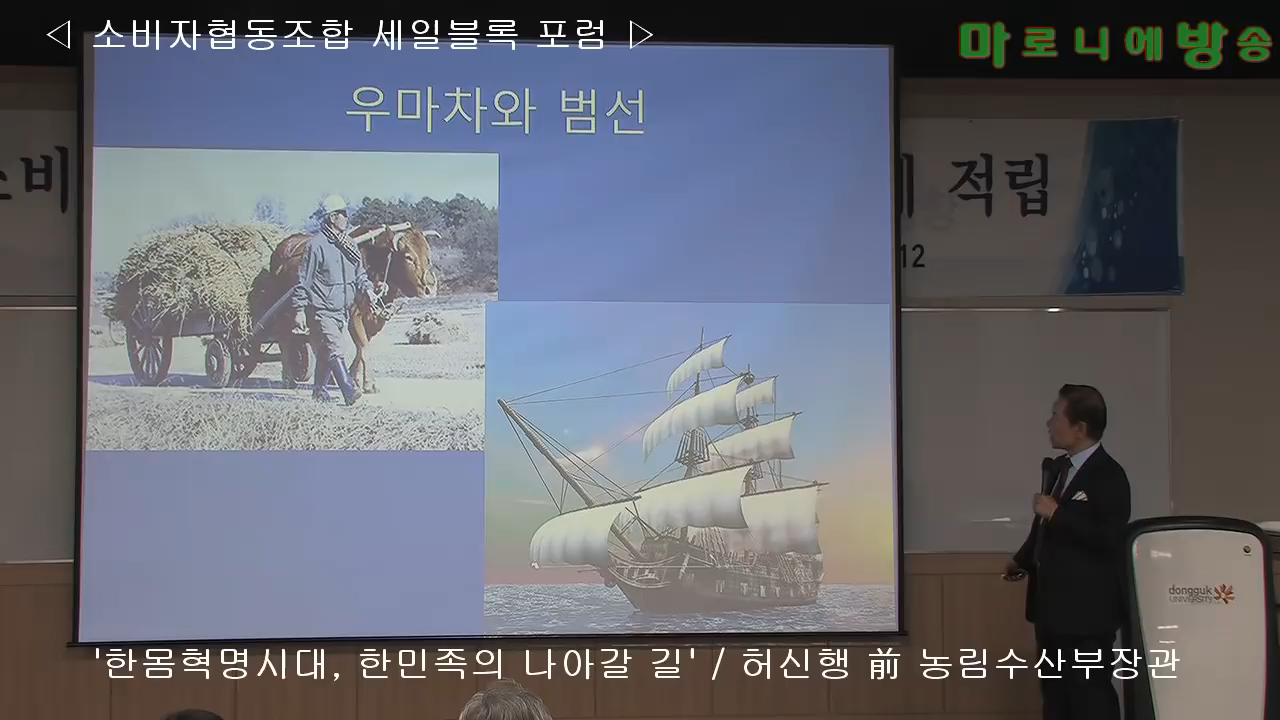 ◁ 소비자협동조합 세일블록 포럼 ▷
마로니에방송
우마차와 범선
적립
12
dongguk
UNIVERSITY
'한몸혁명시대, 한민족의 나아갈 길' / 허신행 前 농림수산부장관